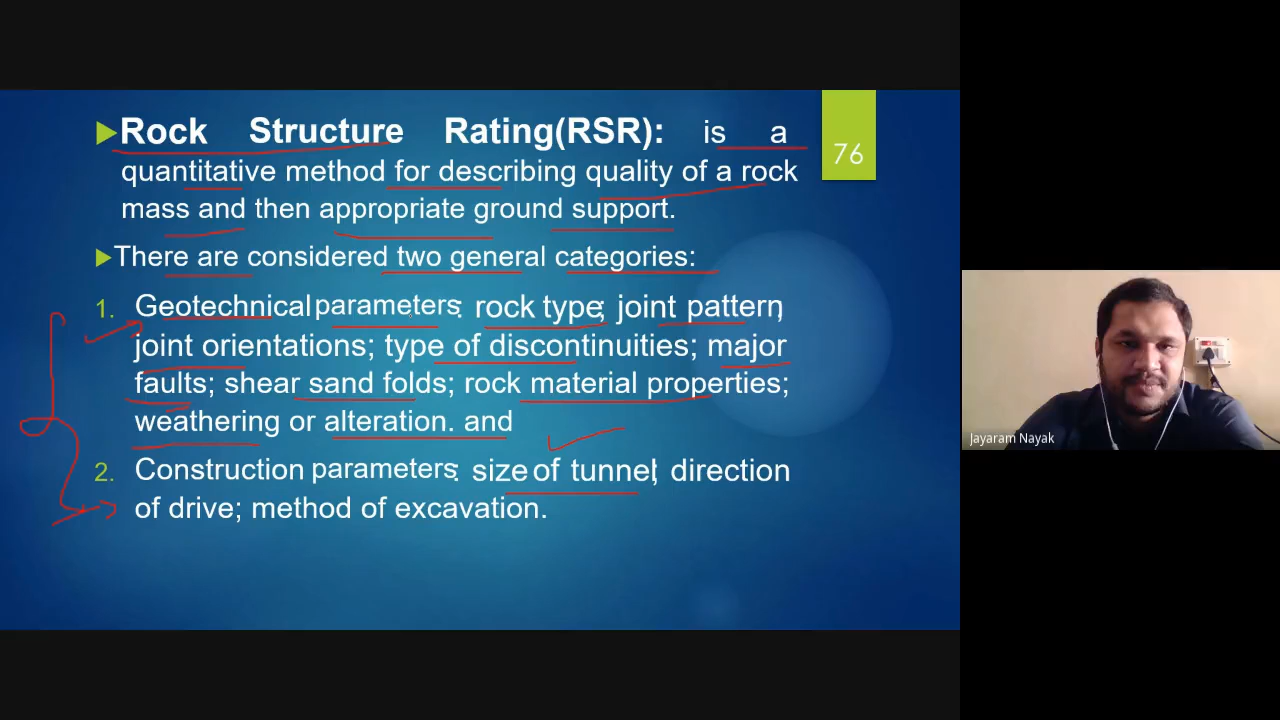 Rock Structure Rating(RSR): is a
quantitative method for describing quality of a rock
mass and then appropriate ground support.
76
There are considered two general categories:
1. Geotechnical parameters: rock type; joint pattern;
joint orientations; type of discontinuities; major
faults; shear sand folds; rock material properties;
weathering or alteration. and
2. Construction parameters: size of tunnel; direction
of drive; method of excavation.
Jayaram Nayak